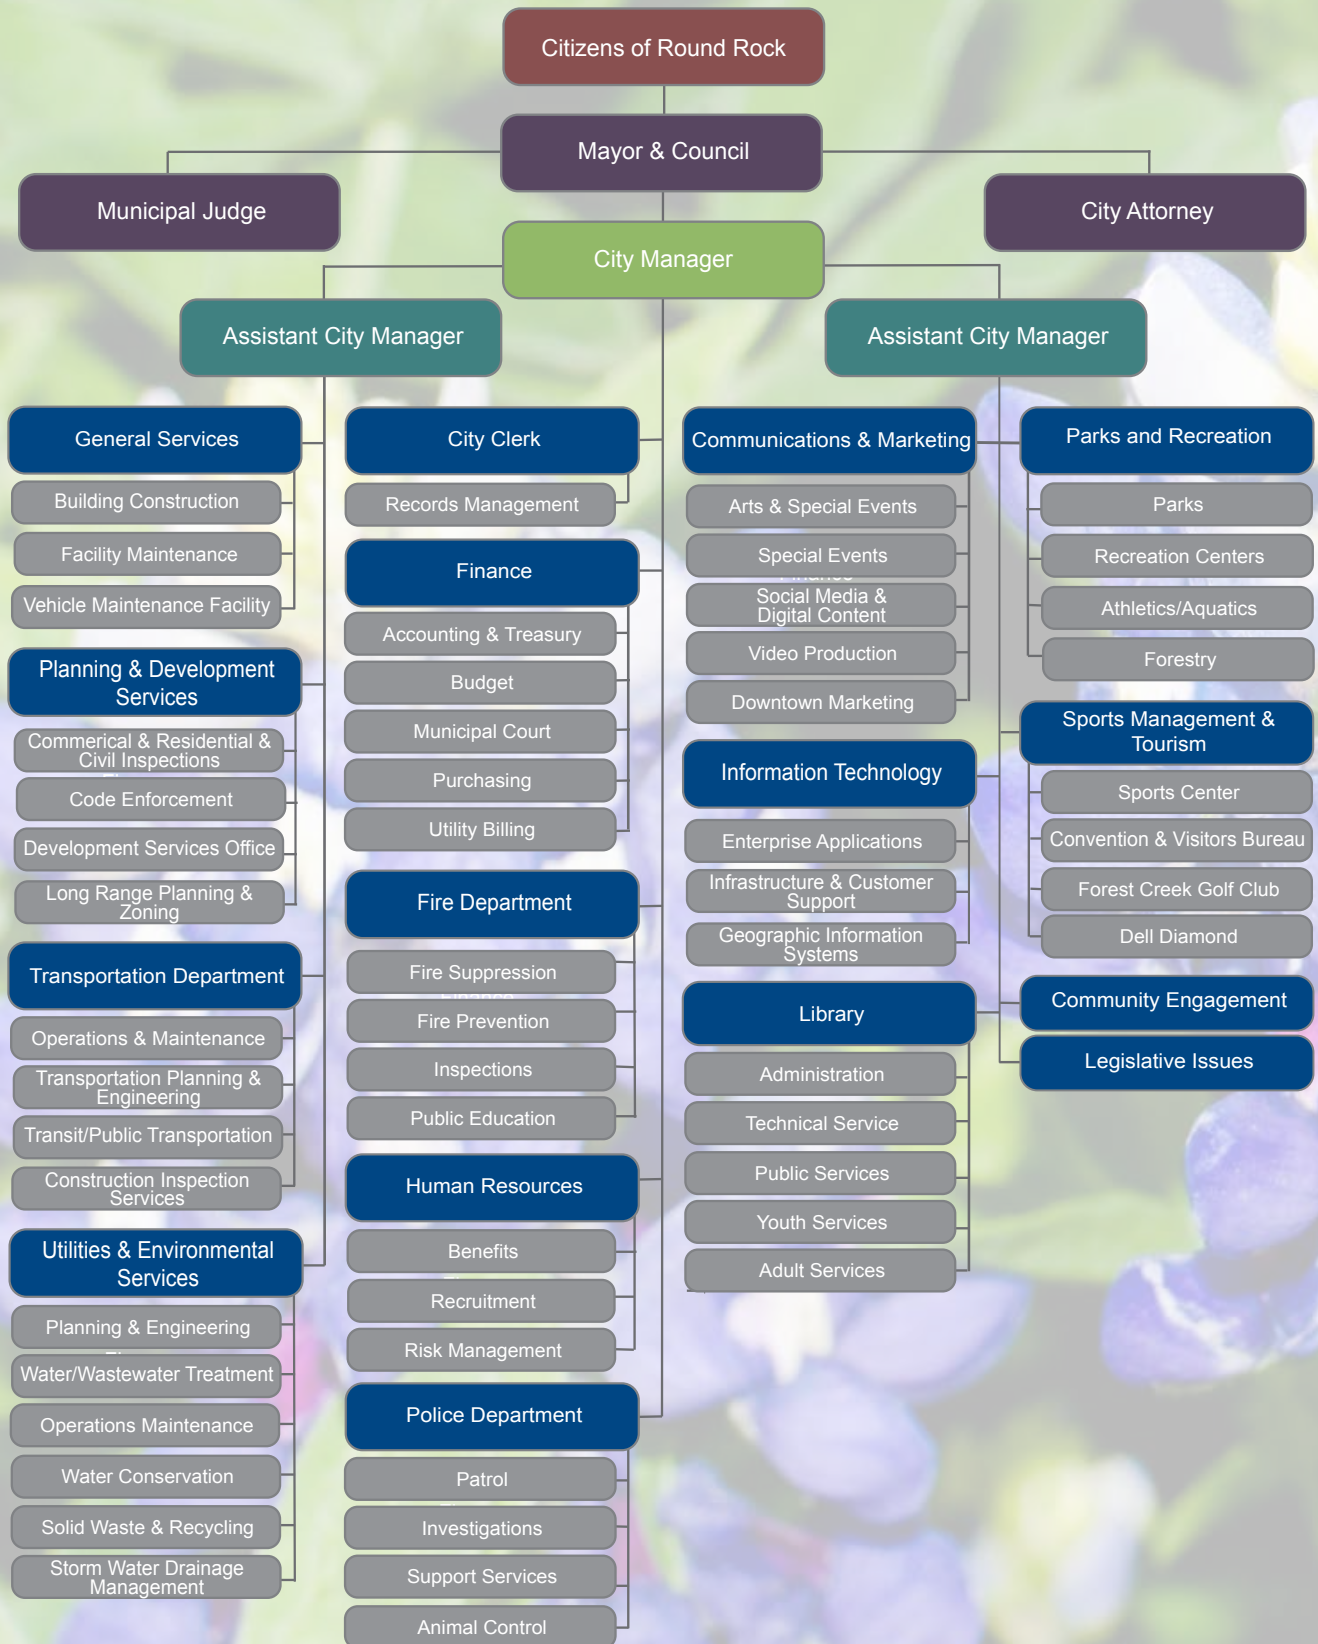 Citizens of Round Rock
Mayor & Council
Municipal Judge
City Attorney
City Manager
Assistant City Manager
Assistant City Manager
General Services
Building Construction
Facility Maintenance
Vehicle Maintenance Facility
Planning & Development
Services
Commerical & Residential &
Civil Inspections
Code Enforcement
Development Services Office
Long Range Planning &
Zoning
Transportation Department
Operations & Maintenance
Transportation Planning &
Engineering
Transit/Public Transportation
Construction Inspection
Services
Utilities & Environmental
Services
Planning & Engineering
Water/Wastewater Treatment
Operations Maintenance
Water Conservation
Solid Waste & Recycling
Storm Water Drainage
Management
City Clerk
Records Management
Finance
Accounting & Treasury
Budget
Municipal Court
Purchasing
Utility Billing
Fire Department
Fire Suppression
Fire Prevention
Inspections
Public Education
Human Resources
Benefits
Recruitment
Risk Management
Police Department
Patrol
Investigations
Support Services
Animal Control
Communications & Marketing
Arts & Special Events
Special Events
Social Media &
Digital Content
Video Production
Downtown Marketing
Information Technology
Enterprise Applications
Infrastructure & Customer
Support
Geographic Information
Systems
Library
Administration
Technical Service
Public Services
Youth Services
Adult Services
Parks and Recreation
Parks
Recreation Centers
Athletics/Aquatics
Forestry
Sports Management &
Tourism
Sports Center
Convention & Visitors Bureau
Forest Creek Golf Club
Dell Diamond
Community Engagement
Legislative Issues